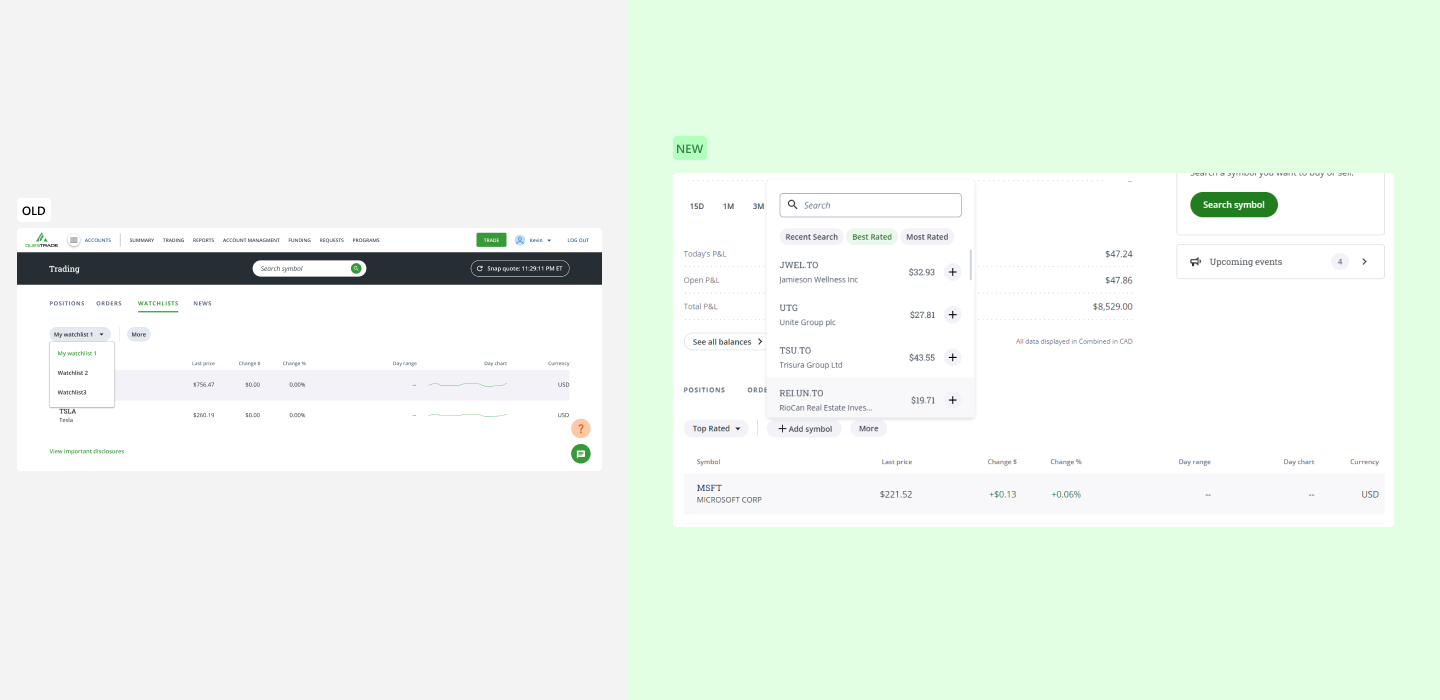 OLD
QUESTRADE
ACCOUNTS SUMMARY TRADING REPORTS ACCOUNT MANAGMENT FUNDING REQUESTS PROGRAMS TRADE Kevin LOG OUT
Trading Search symbol Snap quote: 11:29:11 PM ET
POSITIONS ORDERS WATCHLISTS NEWS
My watchlist 1 More
My watchlist 1
Watchlist 2
Watchlist3
Last price Change $ Change % Day range Day chart Currency
$756.47 $0.00 0.00% -- USD
TSLA
Tesla
$260.19 $0.00 0.00% -- USD
?
View important disclosures
NEW
Search a symbol you want to buy or sell.
Search symbol
--
15D 1M 3M
Search
Recent Search Best Rated Most Rated
JWEL.TO
Jamieson Wellness Inc
$32.93 +
UTG
Unite Group plc
$27.81 +
TSU.TO
Trisura Group Ltd
$43.55 +
REI.UN.TO
RioCan Real Estate Inves...
$19.71 +
Today's P&L $47.24
Open P&L $47.86
Total P&L $8,529.00
See all balances All data displayed in Combined in CAD
Upcoming events 4
POSITIONS ORDE
Top Rated + Add symbol More
Symbol Last price Change $ Change % Day range Day chart Currency
MSFT
MICROSOFT CORP
$221.52 +$0.13 +0.06% -- -- USD